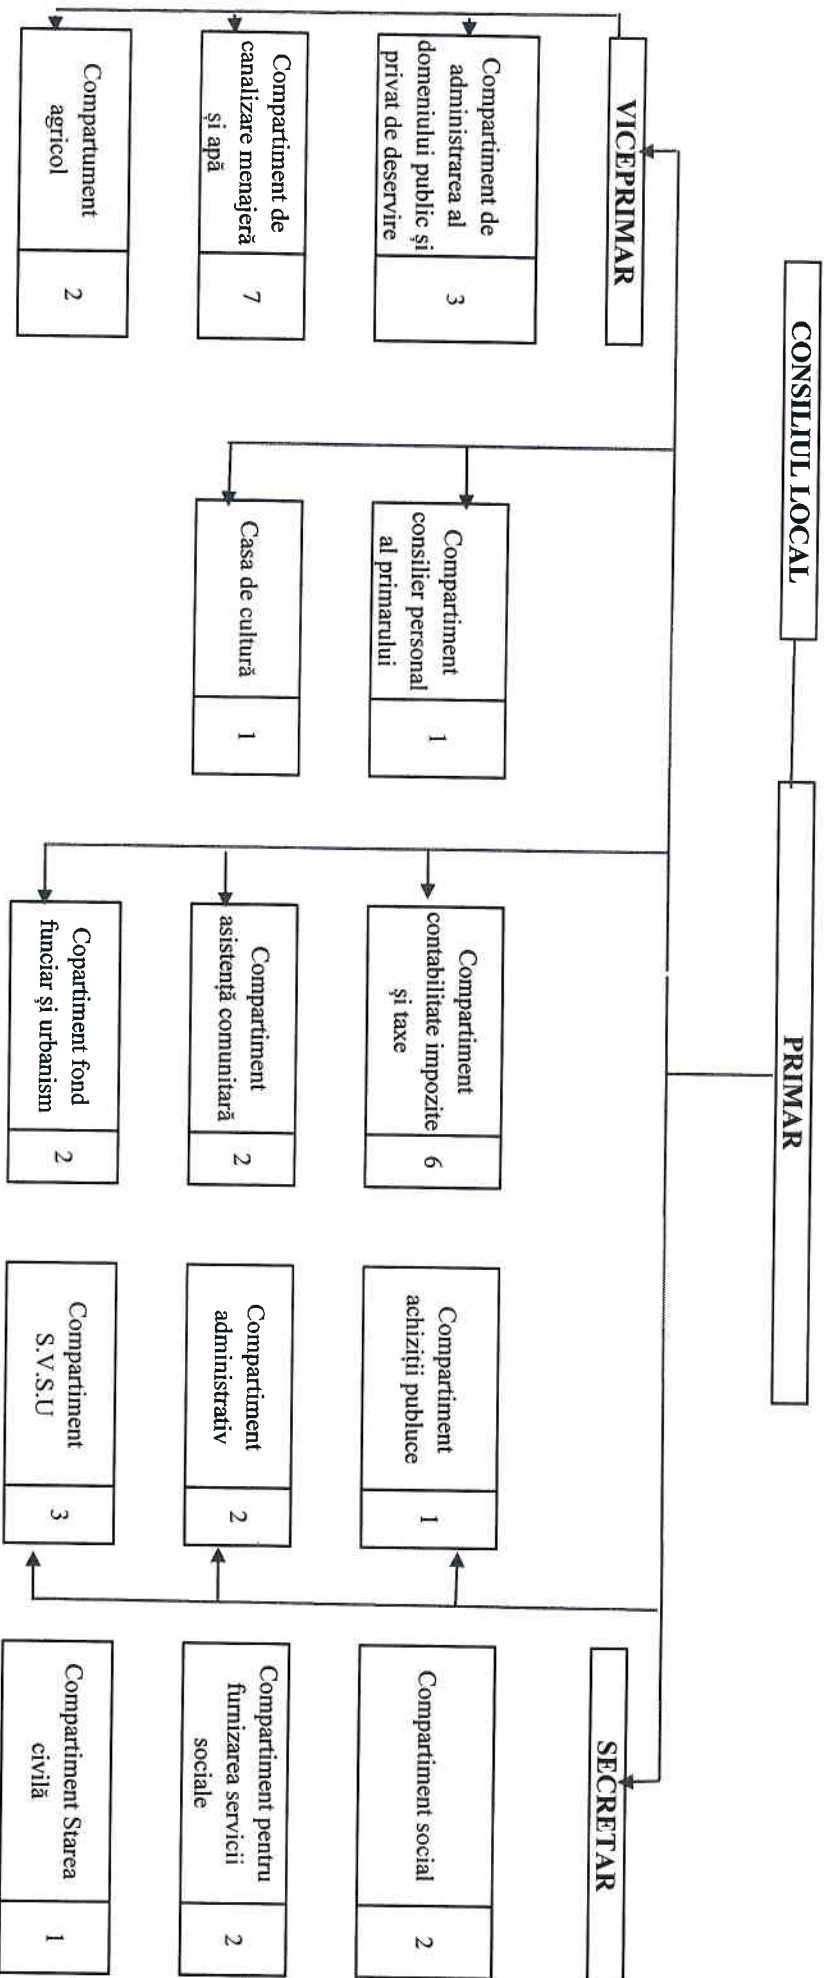 CONSILIUL LOCAL
PRIMAR
VICEPRIMAR
SECRETAR
Compartiment de
administrarea al
domeniului public și
privat de deservire
3
Compartiment
consilier personal
al primarului
1
Compartiment
contabilitate impozite
și taxe
6
Compartiment
achiziții publuce
1
Compartiment social
2
Compartiment de
canalizare menajeră
și apă
7
Casa de cultură
1
Compartiment
asistență comunitară
2
Compartiment
administrativ
2
Compartiment pentru
furnizarea servicii
sociale
2
Compartument
agricol
2
Copartiment fond
funciar și urbanism
2
Compartiment
S.V.S.U
3
Compartiment Starea
civilă
1